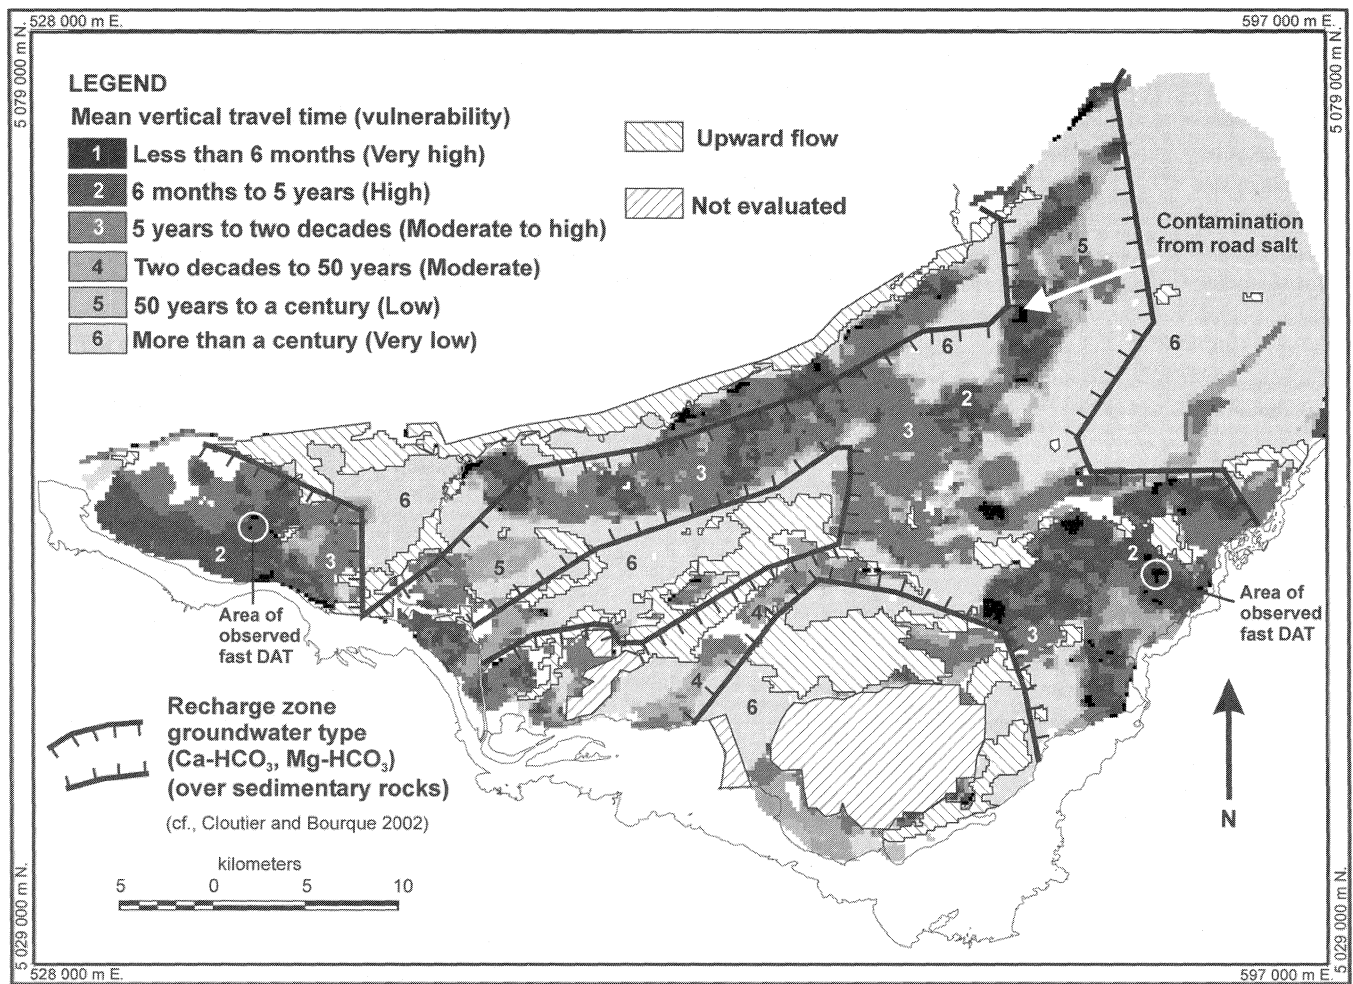 528 000 m E.
597 000 m E.
5 079 000 m N.
5 079 000 m N.
LEGEND
Mean vertical travel time (vulnerability)
1 Less than 6 months (Very high)
2 6 months to 5 years (High)
3 5 years to two decades (Moderate to high)
4 Two decades to 50 years (Moderate)
5 50 years to a century (Low)
6 More than a century (Very low)
Upward flow
Not evaluated
Contamination
from road salt
5
6
6
2
3
3
6
5
6
2
3
2
4
3
4
6
Area of
observed
fast DAT
Area of
observed
fast DAT
Recharge zone
groundwater type
(Ca-HCO₃, Mg-HCO₃)
(over sedimentary rocks)
(cf., Cloutier and Bourque 2002)
kilometers
5 0 5 10
N
5 029 000 m N.
5 029 000 m N.
528 000 m E.
597 000 m E.